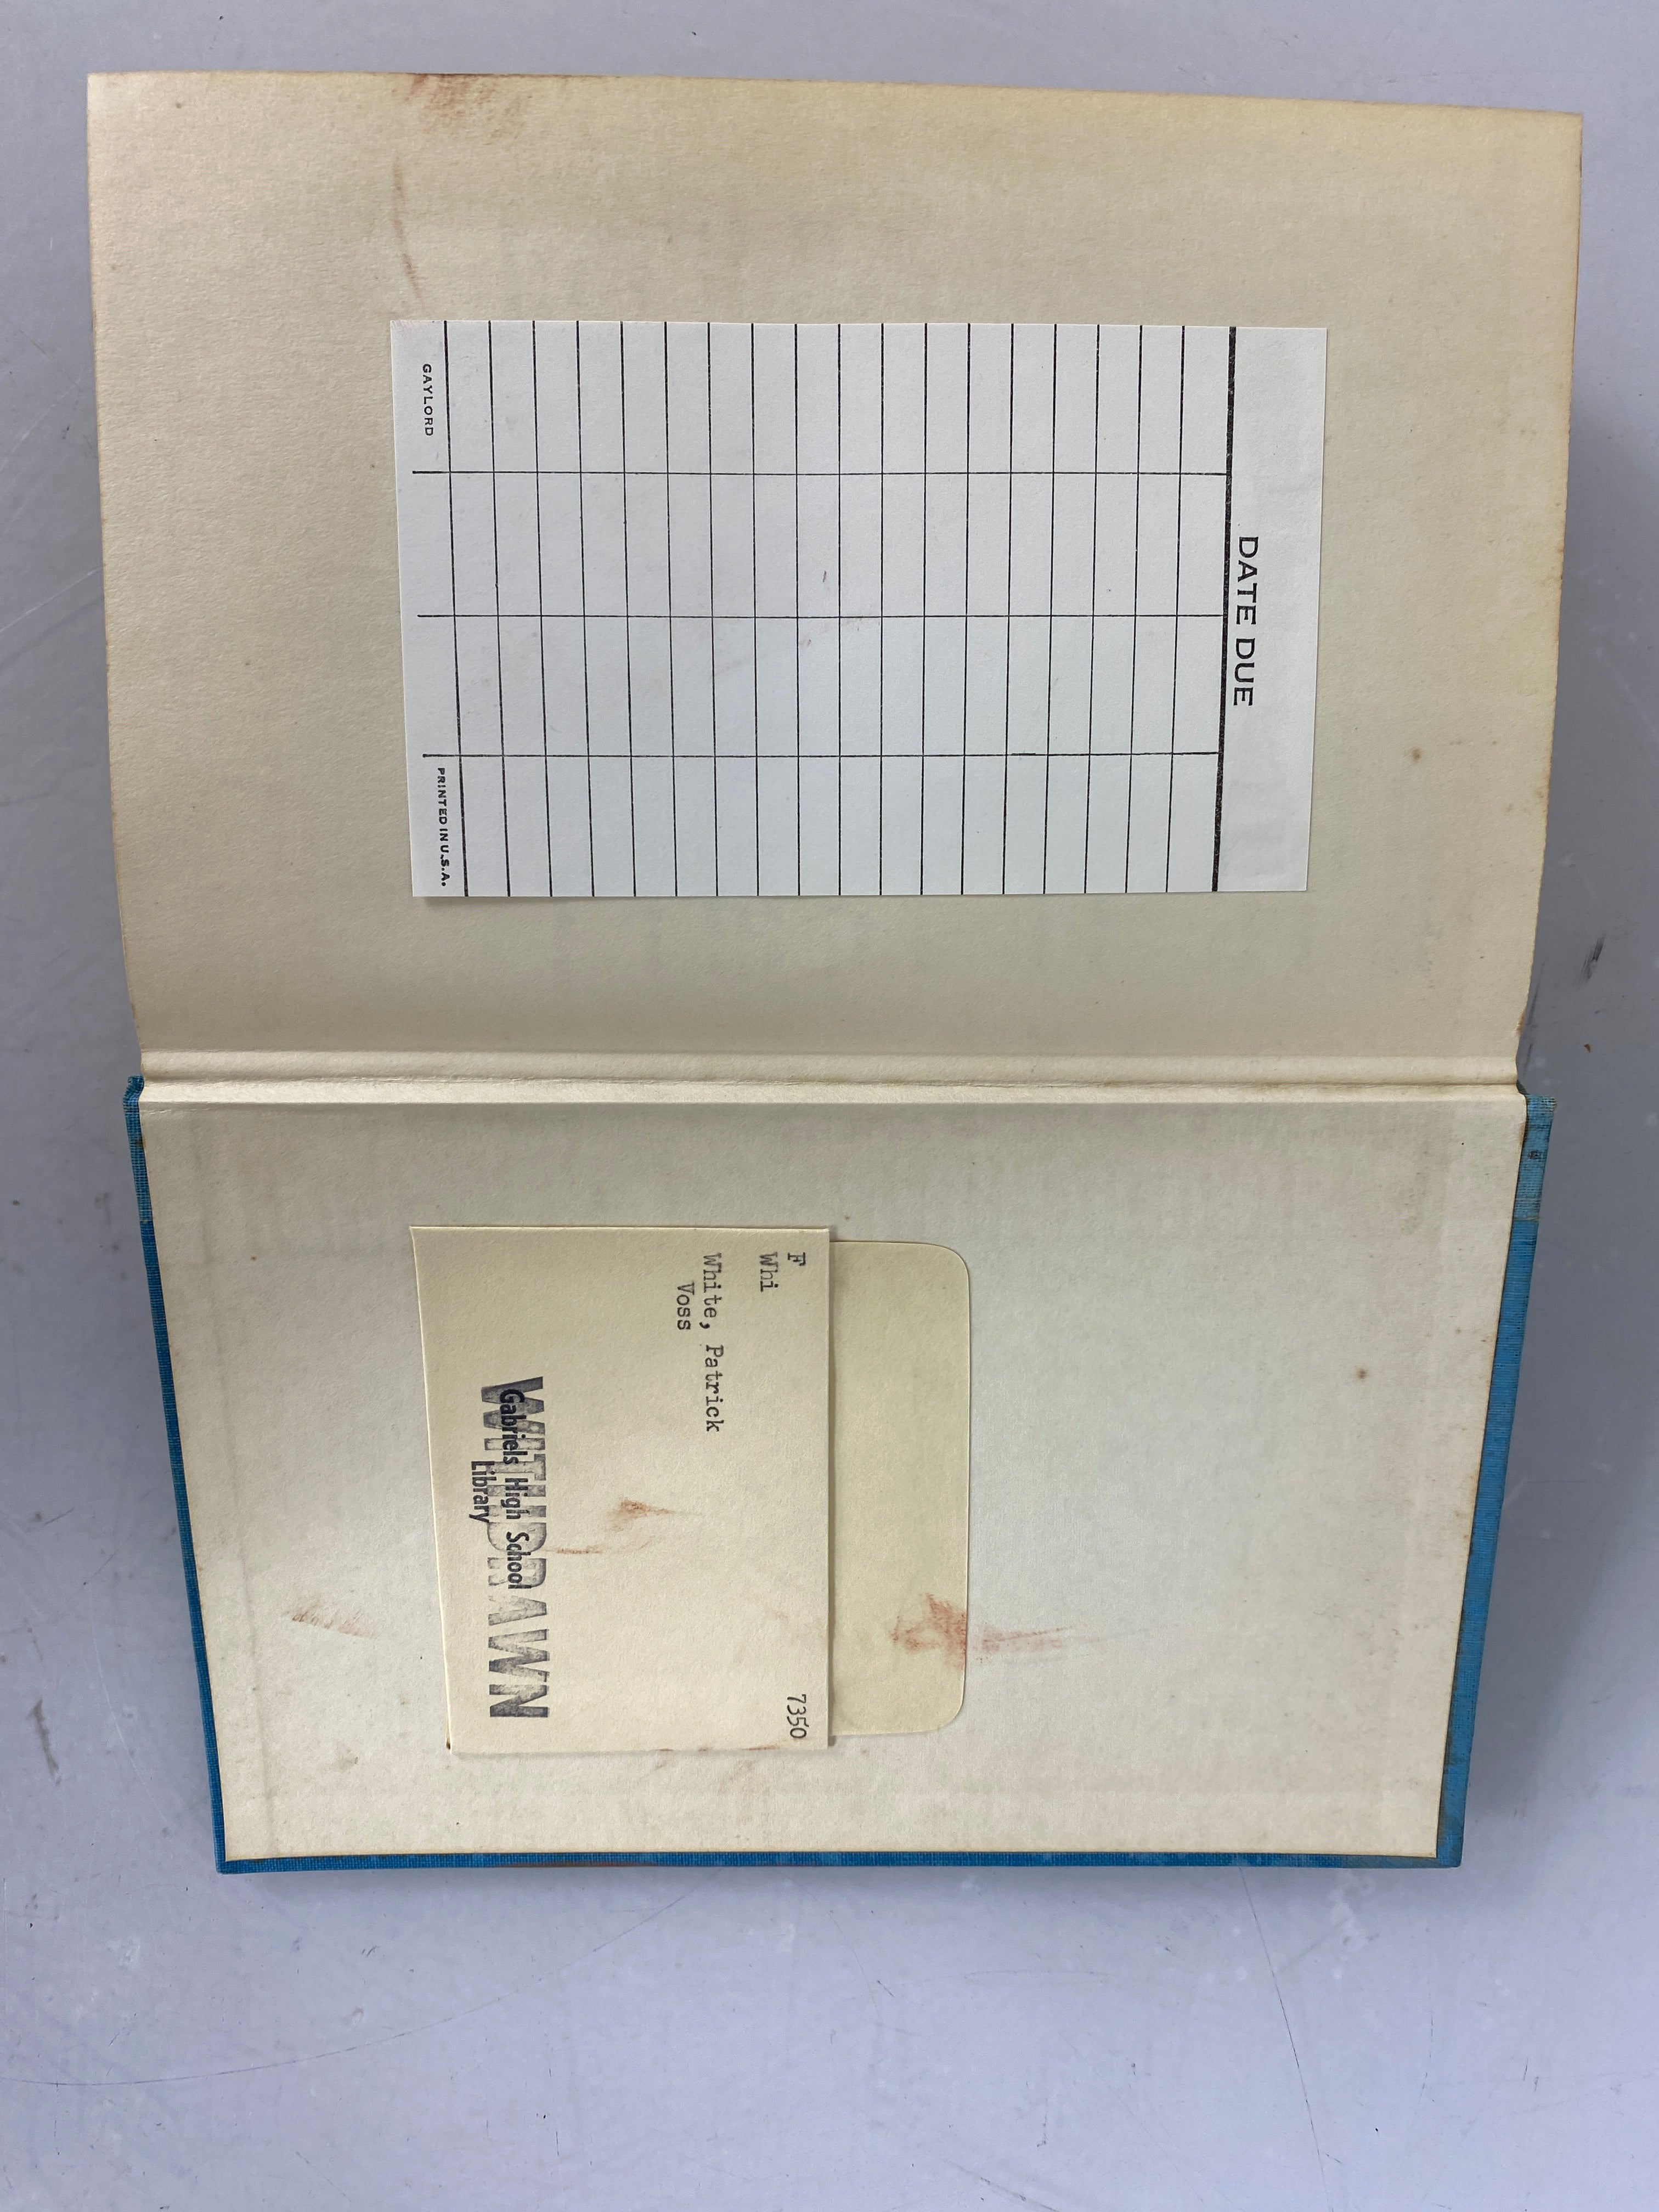 DATE DUE
GAYLORD
PRINTED IN U.S.A.
F
Whi
7350
White, Patrick
Voss
WITHDRAWN
Gabriels High School
Library